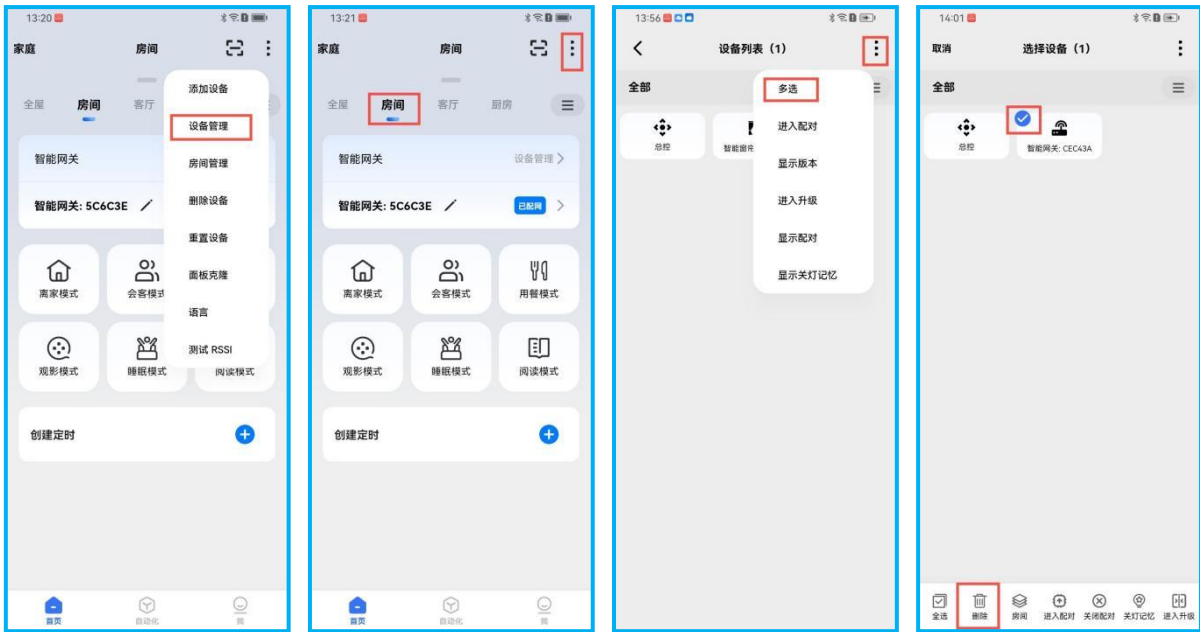 13:20
家庭 房间
添加设备
全屋 房间 客厅
设备管理
智能网关
房间管理
智能网关: 5C6C3E
删除设备
重置设备
面板克隆
离家模式 会客模式
语言
测试 RSSI
观影模式 睡眠模式 阅读模式
创建定时
首页 自动化 我
13:21
家庭 房间
全屋 房间 客厅 厨房
智能网关 设备管理
智能网关: 5C6C3E 已配网
离家模式 会客模式 用餐模式
观影模式 睡眠模式 阅读模式
创建定时
首页 自动化 我
13:56
设备列表（1）
全部
多选
进入配对
总控 智能窗帘
显示版本
进入升级
显示配对
显示关灯记忆
14:01
取消 选择设备（1）
全部
总控 智能网关: CEC43A
全选 删除 房间 进入配对 关闭配对 关灯记忆 进入升级